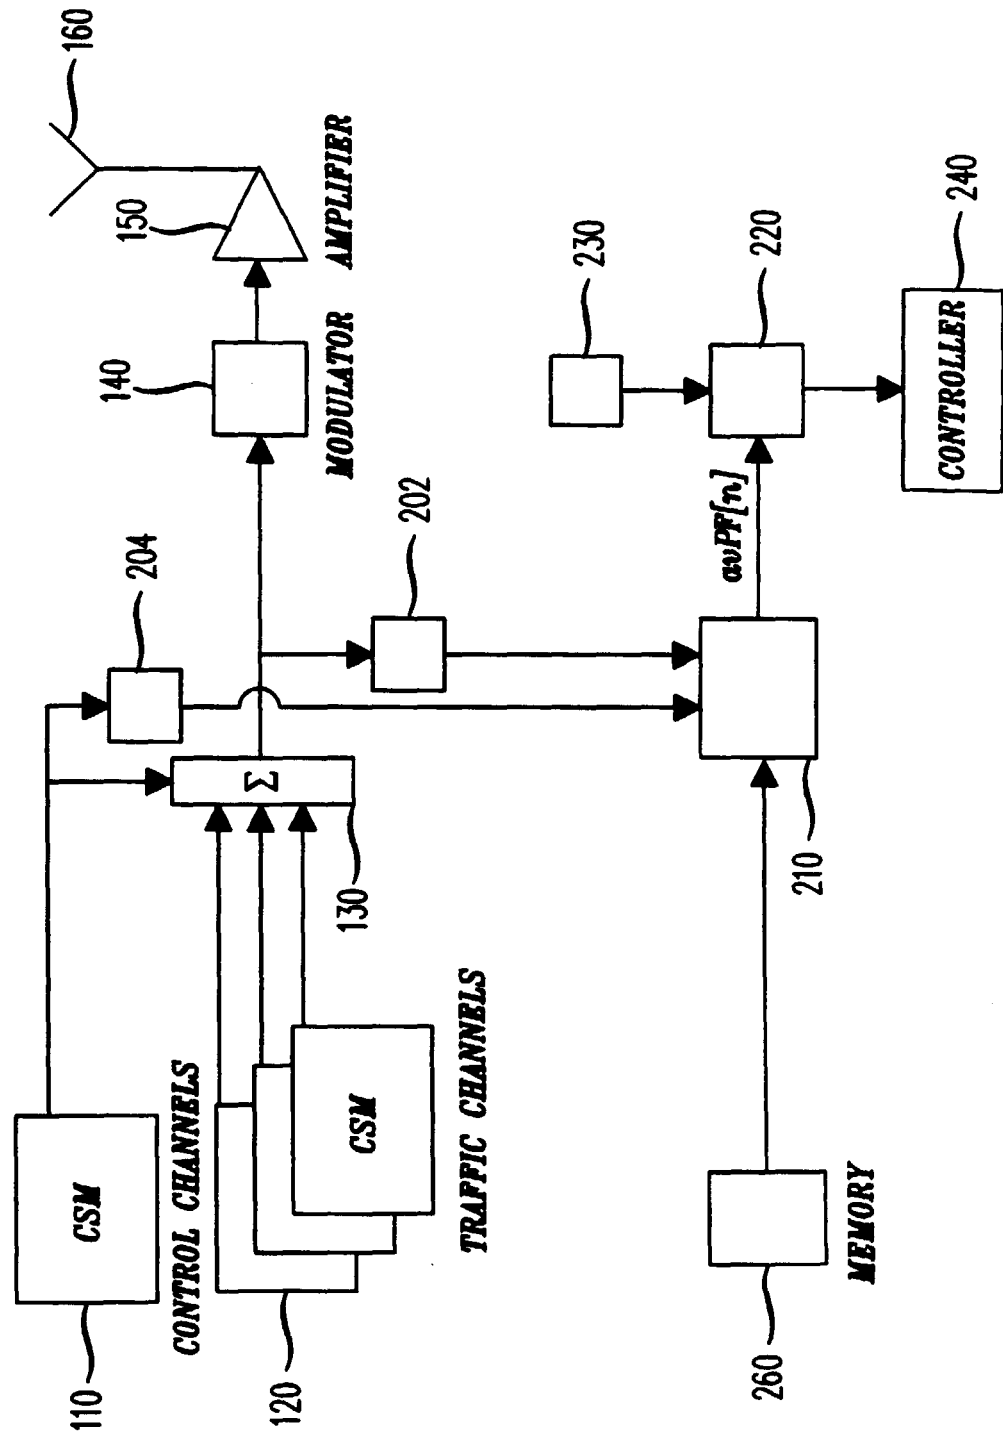 160
150
AMPLIFIER
140
MODULATOR
204
202
Σ
130
CSM
110
CONTROL CHANNELS
CSM
120
TRAFFIC CHANNELS
230
220
240
CONTROLLER
avPF[n]
210
260
MEMORY